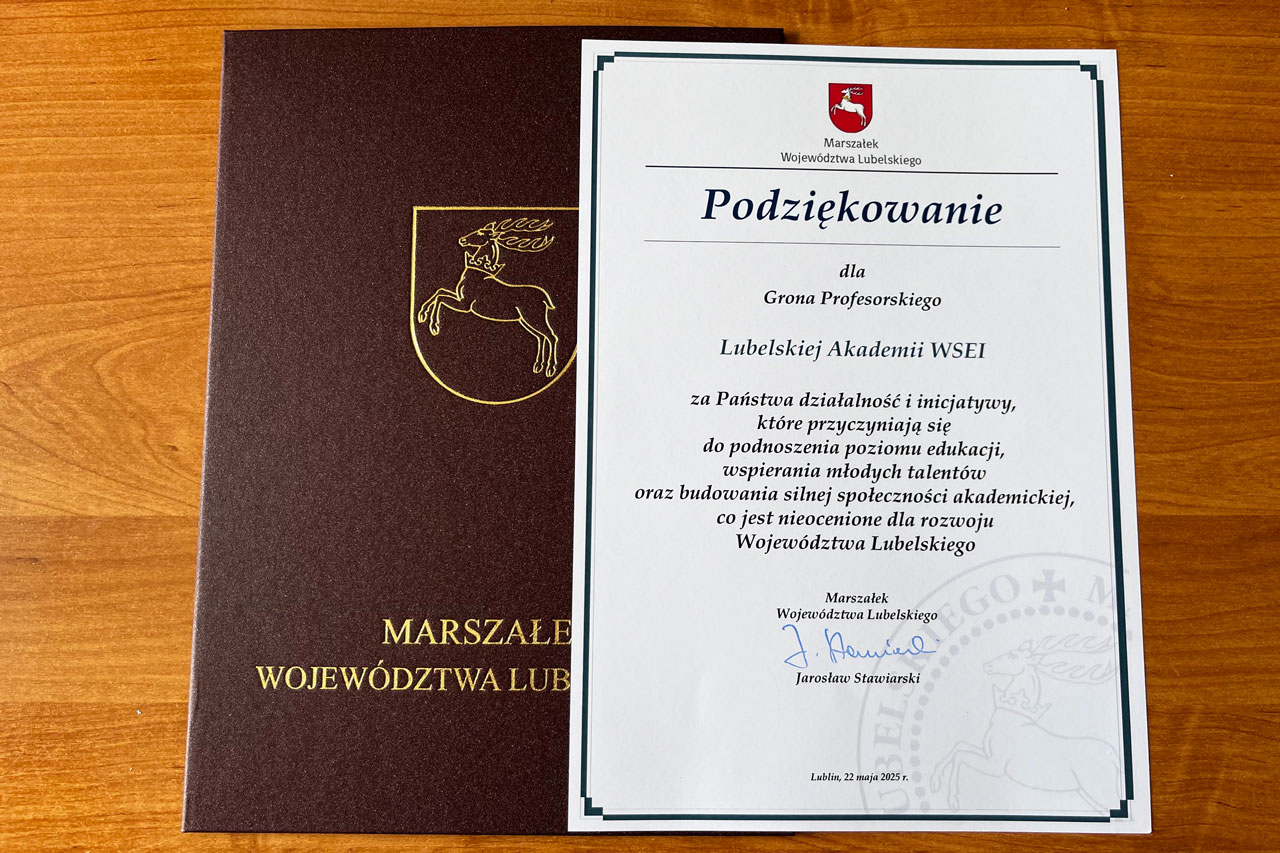 MARSZAŁE
WOJEWÓDZTWA LUB
Marszałek
Województwa Lubelskiego
Podziękowanie
dla
Grona Profesorskiego
Lubelskiej Akademii WSEI
za Państwa działalność i inicjatywy,
które przyczyniają się
do podnoszenia poziomu edukacji,
wspierania młodych talentów
oraz budowania silnej społeczności akademickiej,
co jest nieocenione dla rozwoju
Województwa Lubelskiego
Marszałek
Województwa Lubelskiego
J. Stawiarski
Jarosław Stawiarski
Lublin, 22 maja 2025 r.
UBELSKIEGO ✠ M